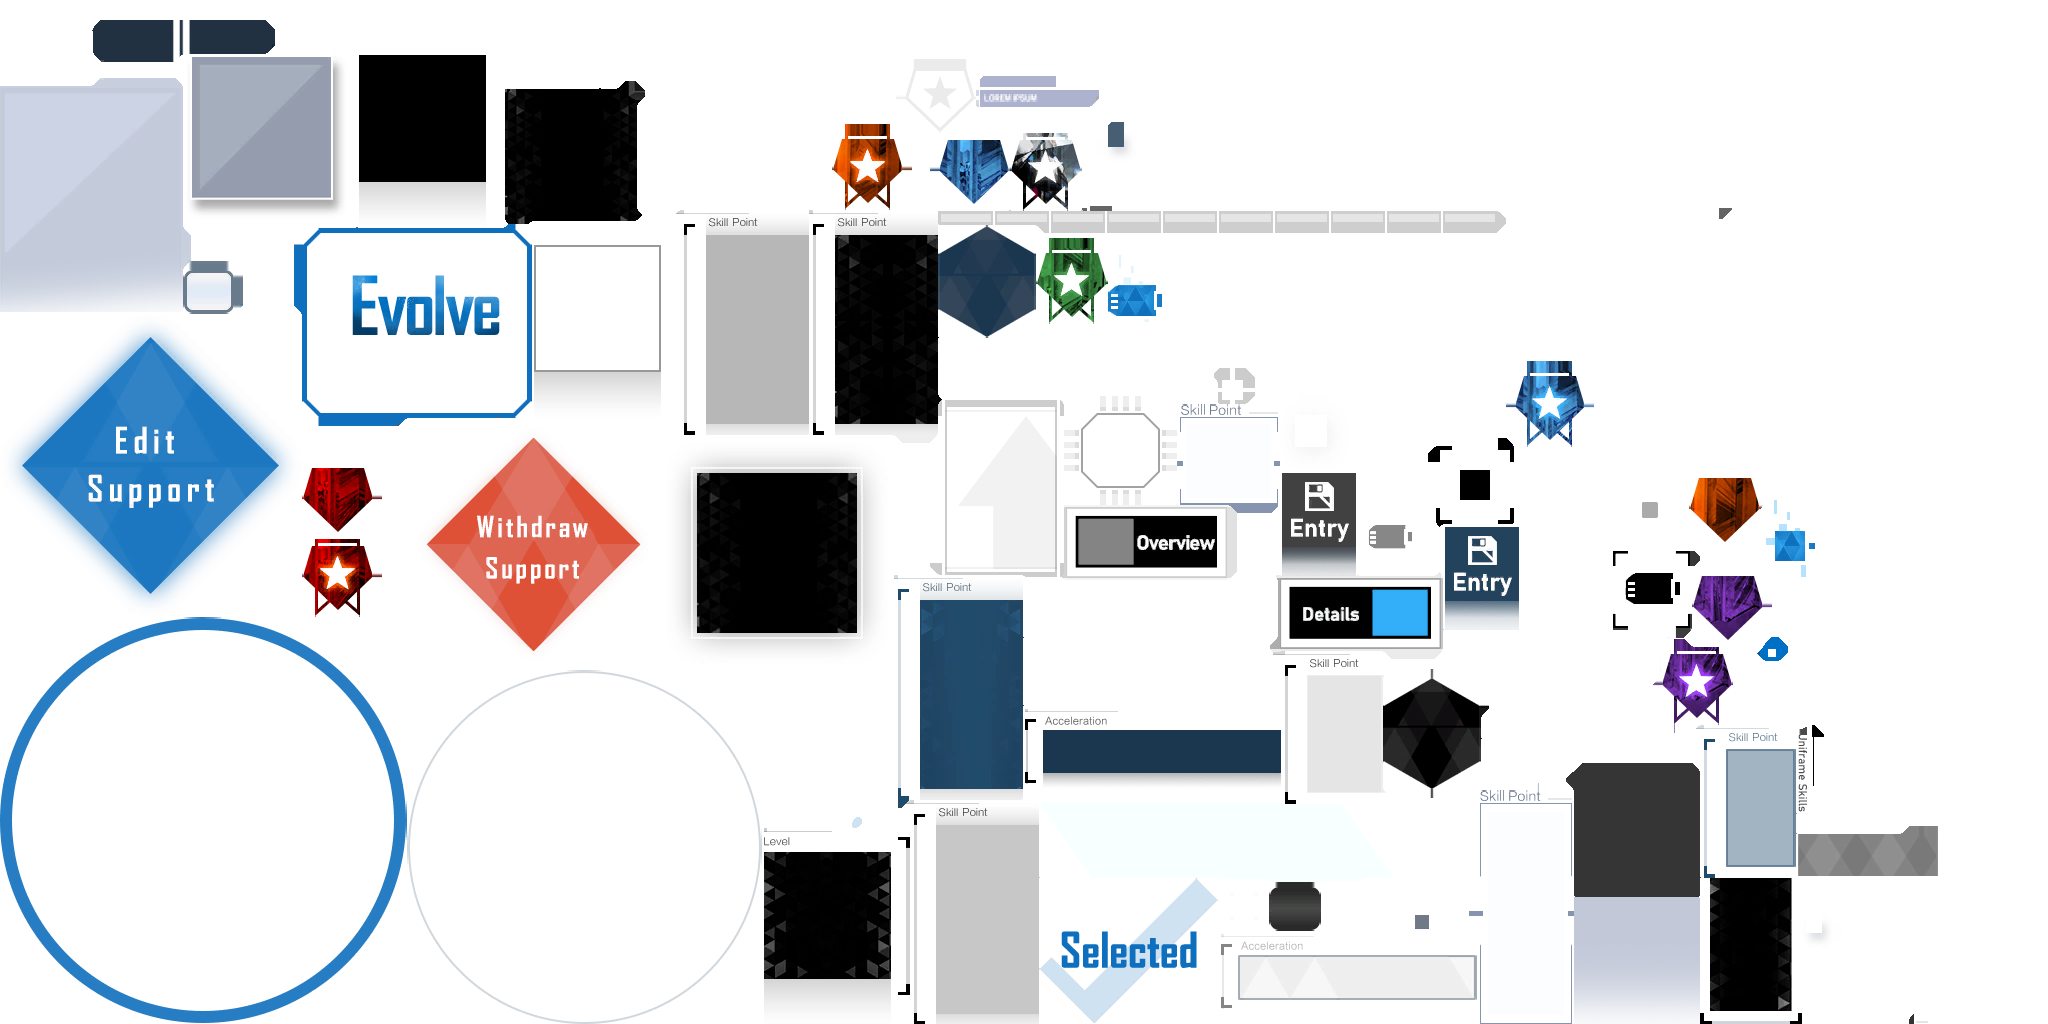 LOREM IPSUM
Skill Point
Skill Point
Evolve
Edit
Support
Withdraw
Support
Skill Point
Entry
Overview
Entry
Skill Point
Details
Skill Point
Acceleration
Skill Point
Uniframe Skills
Skill Point
Skill Point
Level
Selected
Acceleration